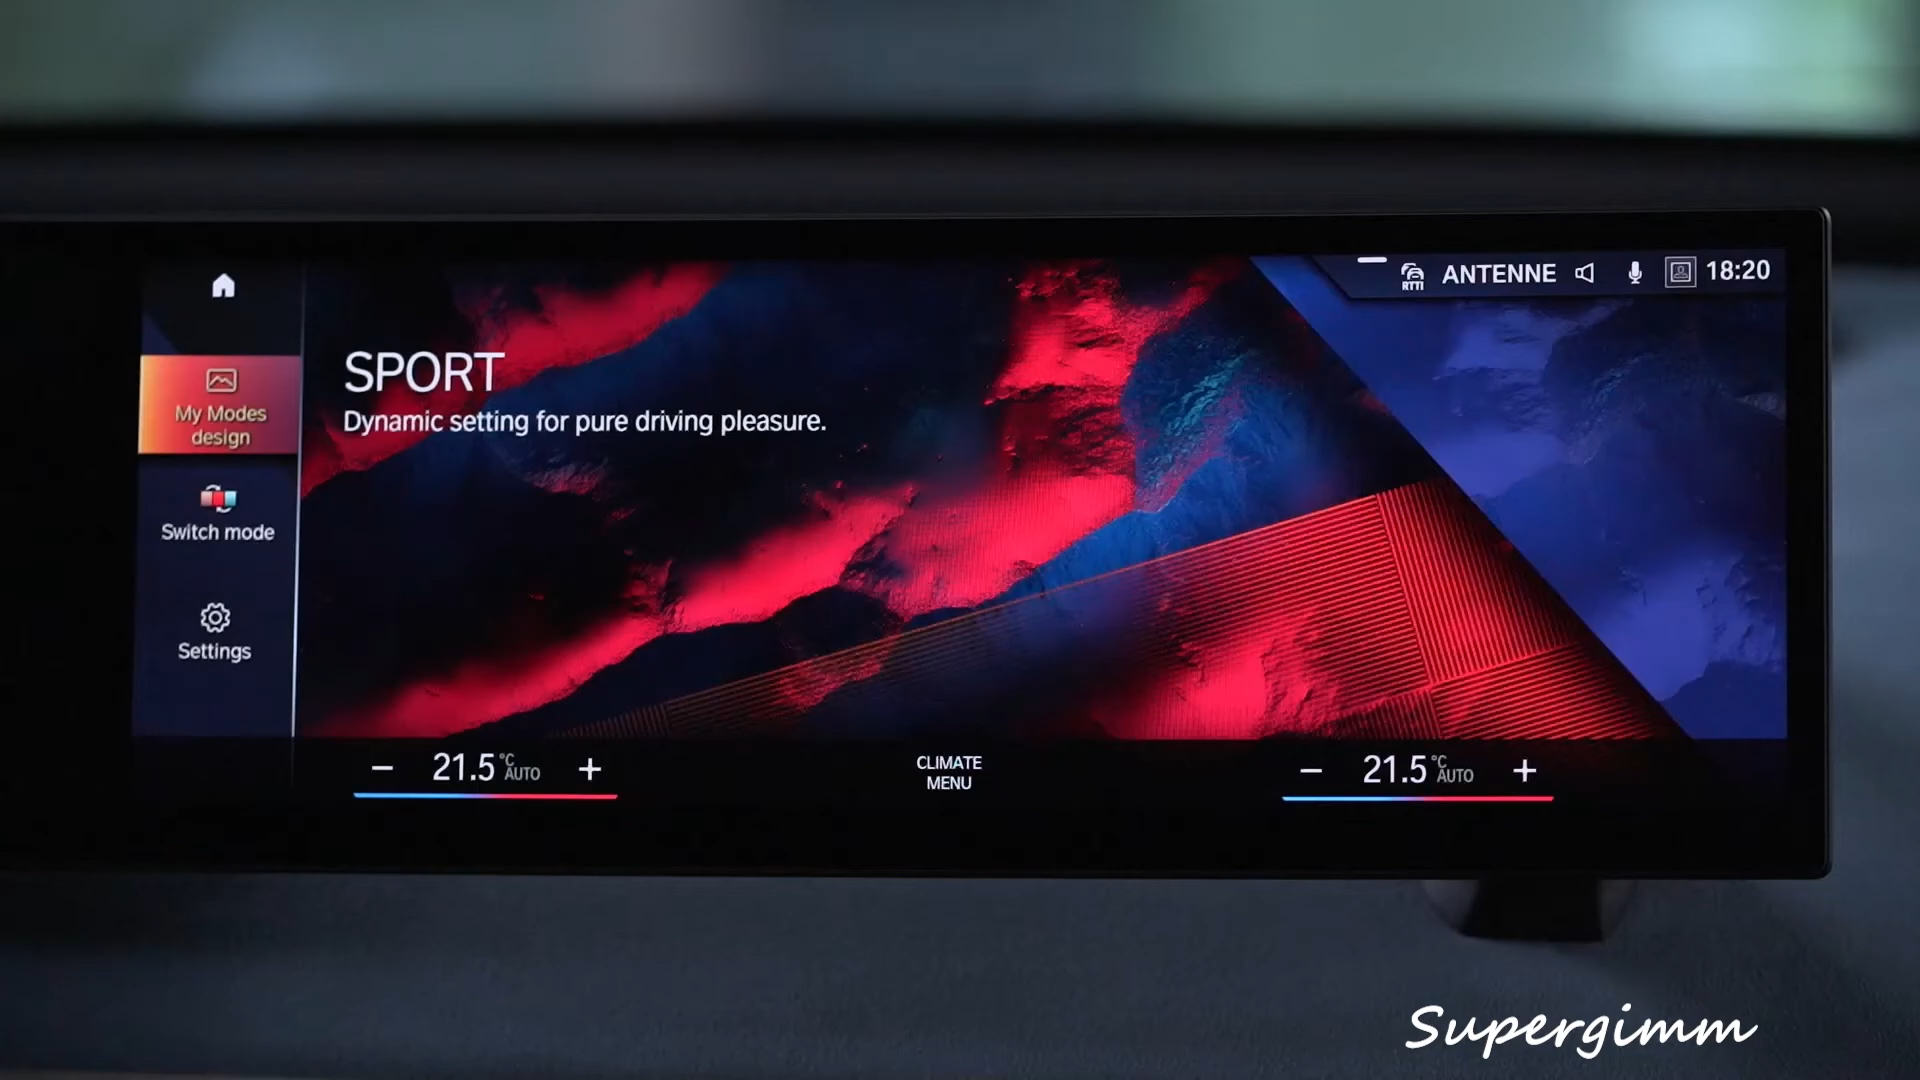 RTTI
ANTENNE
18:20
SPORT
Dynamic setting for pure driving pleasure.
My Modes
design
Switch mode
Settings
− 21.5 °C AUTO +
CLIMATE
MENU
− 21.5 °C AUTO +
Supergimm